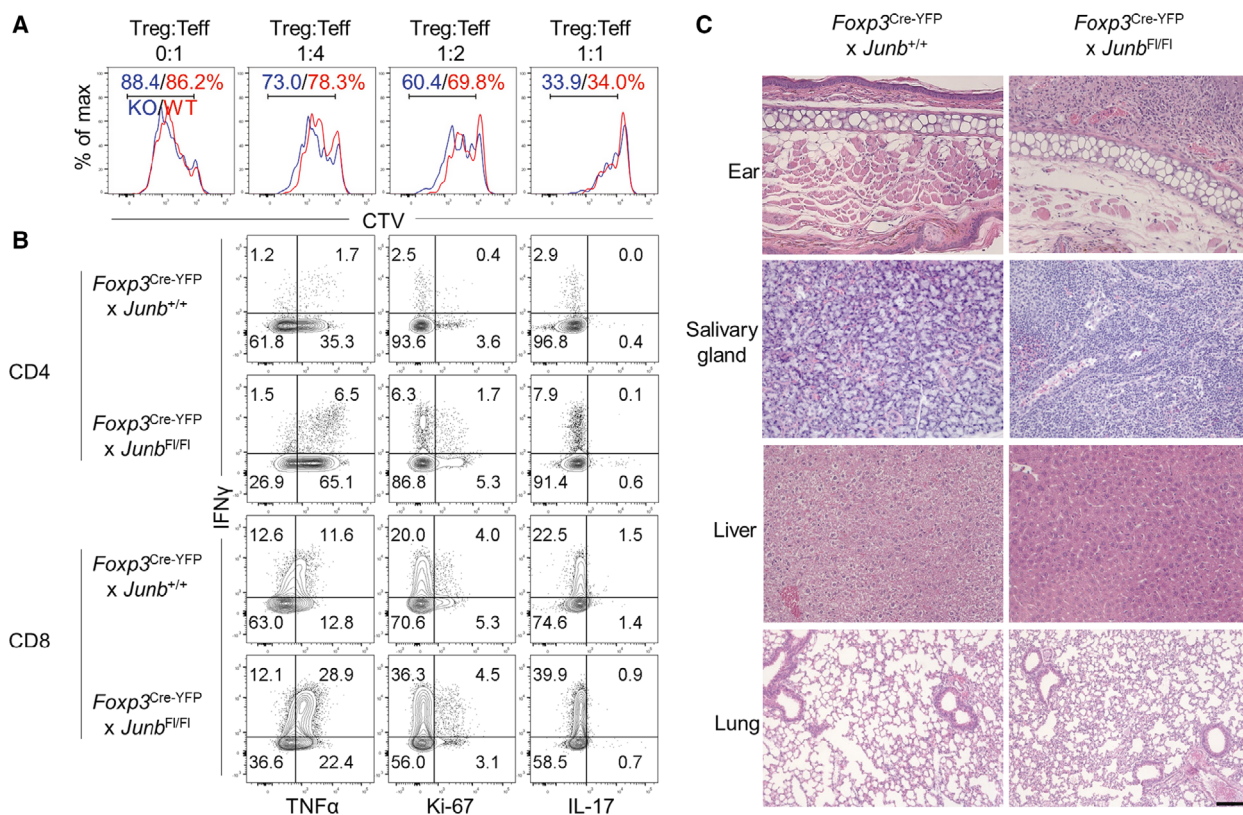 A
Treg:Teff Treg:Teff Treg:Teff Treg:Teff
0:1 1:4 1:2 1:1
88.4/86.2% 73.0/78.3% 60.4/69.8% 33.9/34.0%
KO/WT
% of max
CTV
B
CD4
Foxp3Cre-YFP
x Junb+/+
1.2 1.7 2.5 0.4 2.9 0.0
61.8 35.3 93.6 3.6 96.8 0.4
Foxp3Cre-YFP
x JunbFl/Fl
1.5 6.5 6.3 1.7 7.9 0.1
26.9 65.1 86.8 5.3 91.4 0.6
IFNγ
CD8
Foxp3Cre-YFP
x Junb+/+
12.6 11.6 20.0 4.0 22.5 1.5
63.0 12.8 70.6 5.3 74.6 1.4
Foxp3Cre-YFP
x JunbFl/Fl
12.1 28.9 36.3 4.5 39.9 0.9
36.6 22.4 56.0 3.1 58.5 0.7
TNFα Ki-67 IL-17
C
Foxp3Cre-YFP Foxp3Cre-YFP
x Junb+/+ x JunbFl/Fl
Ear
Salivary
gland
Liver
Lung